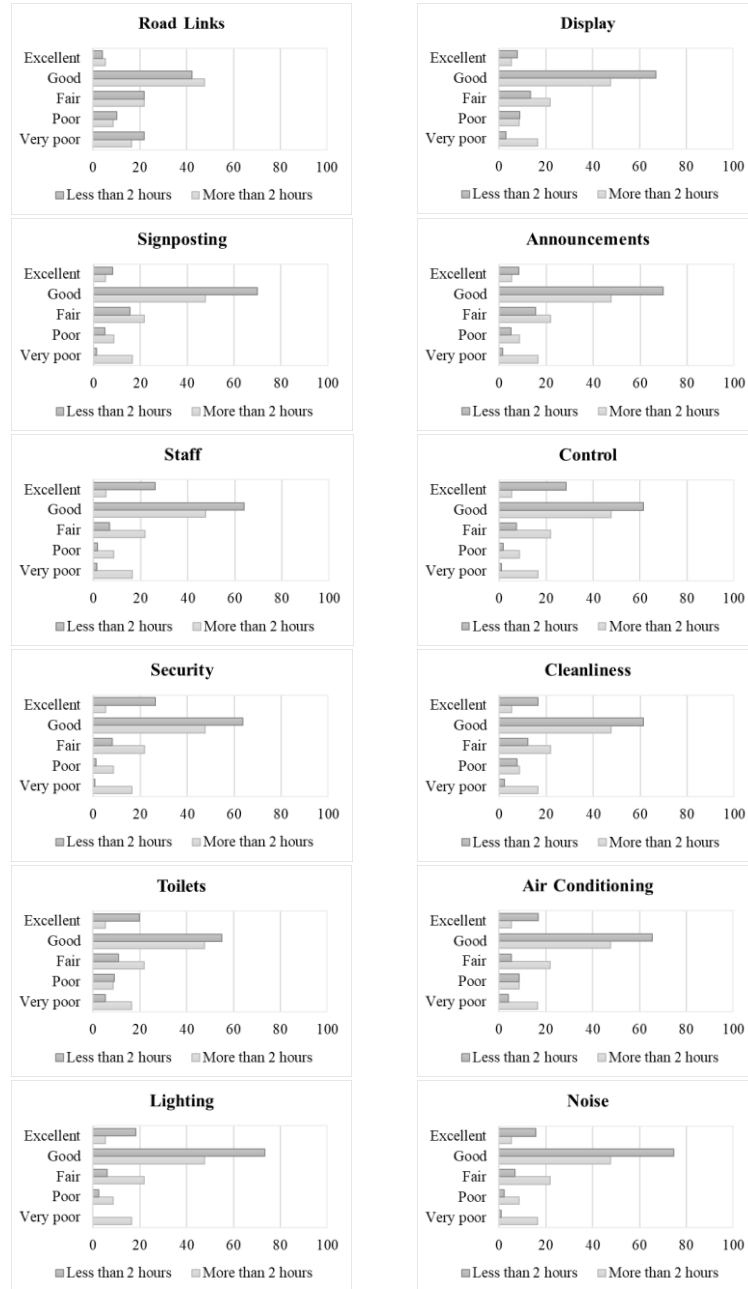 Road Links
Excellent
Good
Fair
Poor
Very poor
0 20 40 60 80 100
Less than 2 hours More than 2 hours
Display
Excellent
Good
Fair
Poor
Very poor
0 20 40 60 80 100
Less than 2 hours More than 2 hours
Signposting
Excellent
Good
Fair
Poor
Very poor
0 20 40 60 80 100
Less than 2 hours More than 2 hours
Announcements
Excellent
Good
Fair
Poor
Very poor
0 20 40 60 80 100
Less than 2 hours More than 2 hours
Staff
Excellent
Good
Fair
Poor
Very poor
0 20 40 60 80 100
Less than 2 hours More than 2 hours
Control
Excellent
Good
Fair
Poor
Very poor
0 20 40 60 80 100
Less than 2 hours More than 2 hours
Security
Excellent
Good
Fair
Poor
Very poor
0 20 40 60 80 100
Less than 2 hours More than 2 hours
Cleanliness
Excellent
Good
Fair
Poor
Very poor
0 20 40 60 80 100
Less than 2 hours More than 2 hours
Toilets
Excellent
Good
Fair
Poor
Very poor
0 20 40 60 80 100
Less than 2 hours More than 2 hours
Air Conditioning
Excellent
Good
Fair
Poor
Very poor
0 20 40 60 80 100
Less than 2 hours More than 2 hours
Lighting
Excellent
Good
Fair
Poor
Very poor
0 20 40 60 80 100
Less than 2 hours More than 2 hours
Noise
Excellent
Good
Fair
Poor
Very poor
0 20 40 60 80 100
Less than 2 hours More than 2 hours